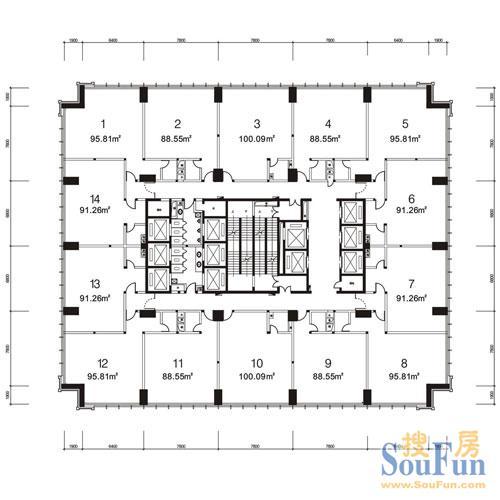 1900 6400 7800 7800 6400 1900
1 2 3 4 5
95.81m² 88.55m² 100.09m² 88.55m² 95.81m²
14 6
91.26m² 91.26m²
13 7
91.26m² 91.26m²
12 11 10 9 8
95.81m² 88.55m² 100.09m² 88.55m² 95.81m²
1900 6400 7800 7800 6400 1900
搜房
SouFun
www.SouFun.com